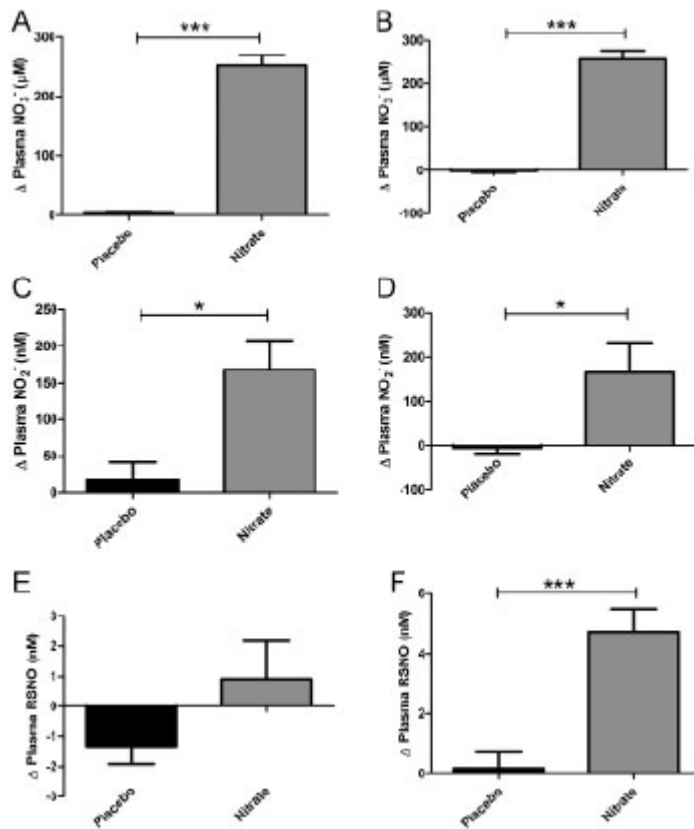 A
***
Δ Plasma NO3- (μM)
300
200
100
0
Placebo
Nitrate
B
***
Δ Plasma NO3- (μM)
300
200
100
0
-100
Placebo
Nitrate
C
*
Δ Plasma NO2- (nM)
250
200
150
100
50
0
Placebo
Nitrate
D
*
Δ Plasma NO2- (nM)
300
200
100
0
-100
Placebo
Nitrate
E
Δ Plasma RSNO (nM)
3
2
1
0
-1
-2
-3
Placebo
Nitrate
F
***
Δ Plasma RSNO (nM)
6
4
2
0
Placebo
Nitrate